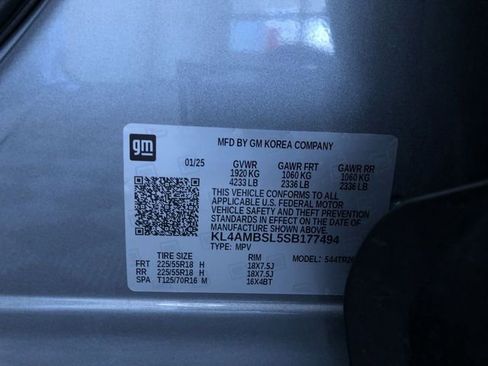 gm
MFD BY GM KOREA COMPANY
01/25 GVWR GAWR FRT GAWR RR
1920 KG 1060 KG 1060 KG
4233 LB 2336 LB 2336 LB
THIS VEHICLE CONFORMS TO ALL
APPLICABLE U.S. FEDERAL MOTOR
VEHICLE SAFETY AND THEFT PREVENTION
STANDARDS IN EFFECT ON THE DATE OF
MANUFACTURE SHOWN ABOVE.
KL4AMBSL5SB177494
TYPE: MPV
TIRE SIZE RIM MODEL:
FRT 225/55R18 H 18X7.5J
RR 225/55R18 H 18X7.5J
SPA T125/70R16 M 16X4BT